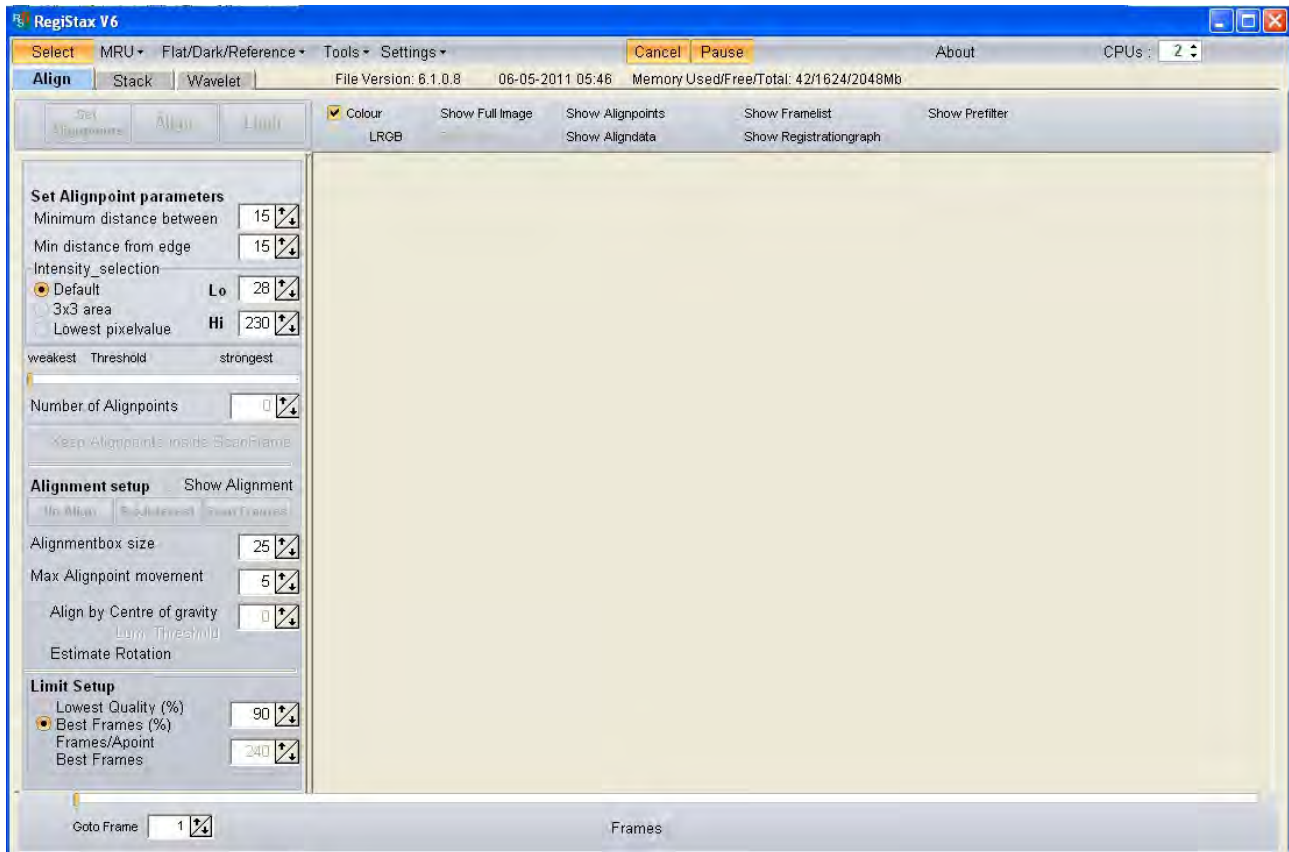 RegiStax V6
Select MRU Flat/Dark/Reference Tools Settings Cancel Pause About CPUs : 2
Align Stack Wavelet File Version: 6.1.0.8 06-05-2011 05:46 Memory Used/Free/Total: 42/1624/2048Mb
Set Alignpoints Align Limit
Colour Show Full Image Show Alignpoints Show Framelist Show Prefilter
LRGB Show Aligndata Show Registrationgraph
Set Alignpoint parameters
Minimum distance between 15
Min distance from edge 15
Intensity_selection
Default Lo 28
3x3 area
Lowest pixelvalue Hi 230
weakest Threshold strongest
Number of Alignpoints 0
Keep Alignpoints inside ScanFrame
Alignment setup Show Alignment
Alignmentbox size 25
Max Alignpoint movement 5
Align by Centre of gravity 0
Lum. Threshold
Estimate Rotation
Limit Setup
Lowest Quality (%)
Best Frames (%) 90
Frames/Apoint
Best Frames 240
Goto Frame 1 Frames